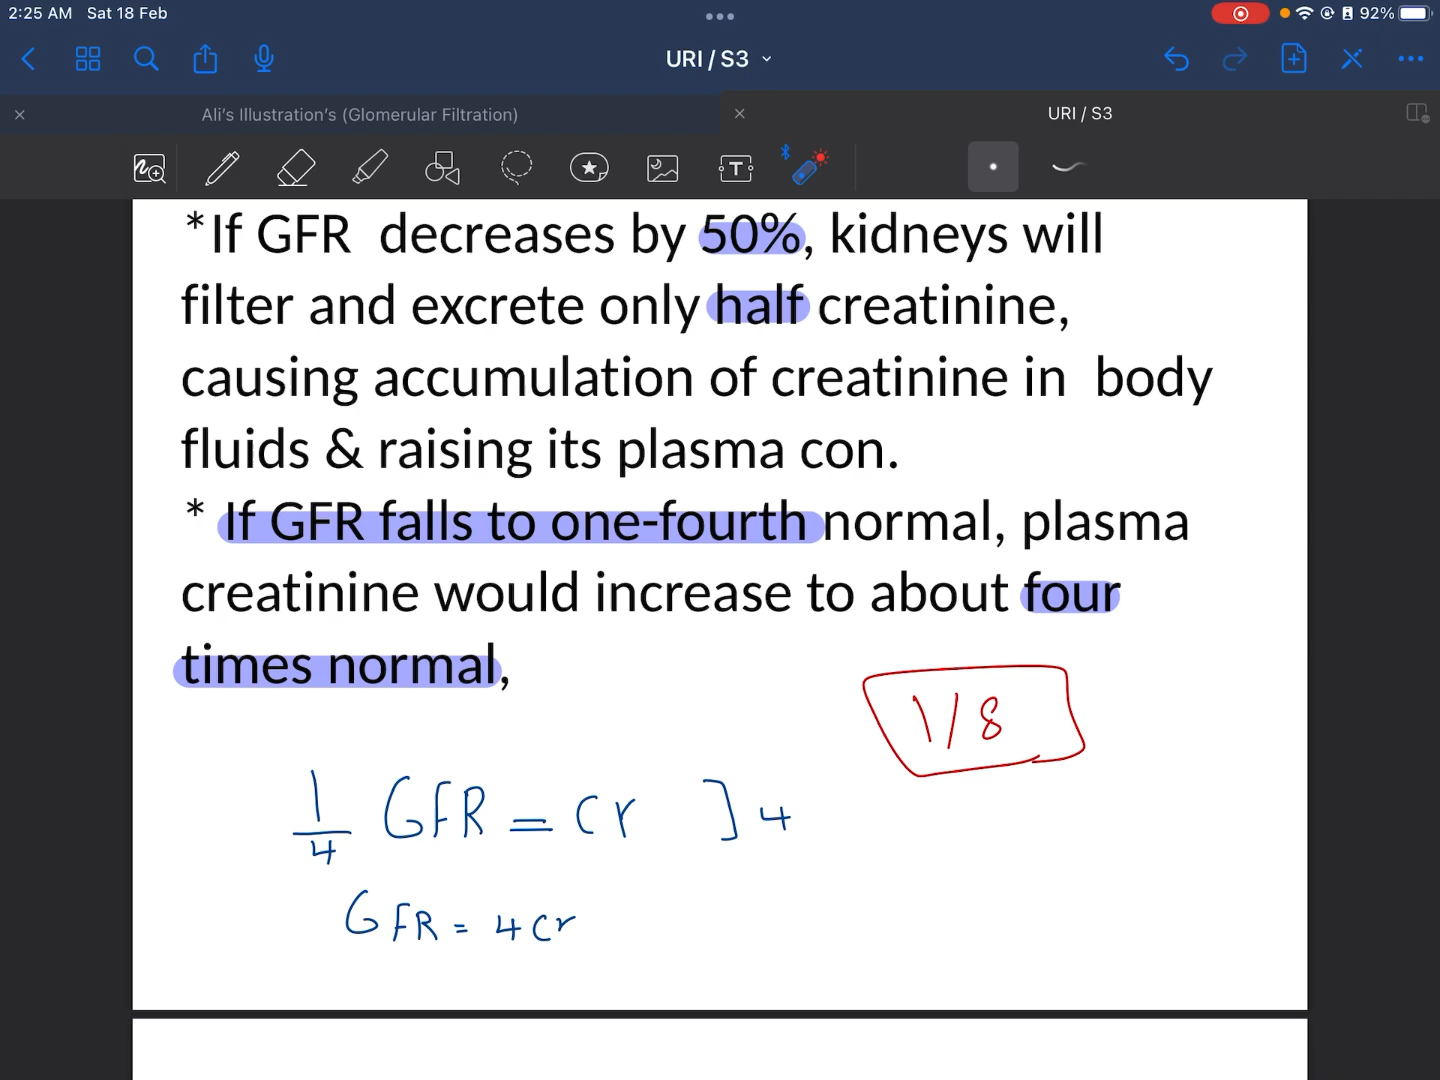 2:25 AM Sat 18 Feb
92%
URI / S3
Ali's Illustration's (Glomerular Filtration)
URI / S3
*If GFR decreases by 50%, kidneys will
filter and excrete only half creatinine,
causing accumulation of creatinine in body
fluids & raising its plasma con.
* If GFR falls to one-fourth normal, plasma
creatinine would increase to about four
times normal,
1/8
1/4 GFR = Cr ] 4
GFR = 4 Cr